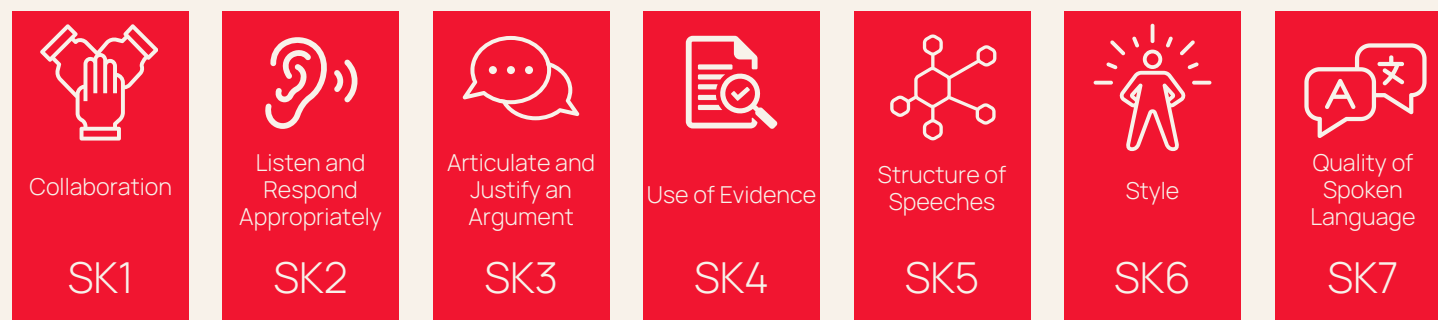 Collaboration
SK1
Listen and
Respond
Appropriately
SK2
Articulate and
Justify an
Argument
SK3
Use of Evidence
SK4
Structure of
Speeches
SK5
Style
SK6
A
文
Quality of
Spoken
Language
SK7